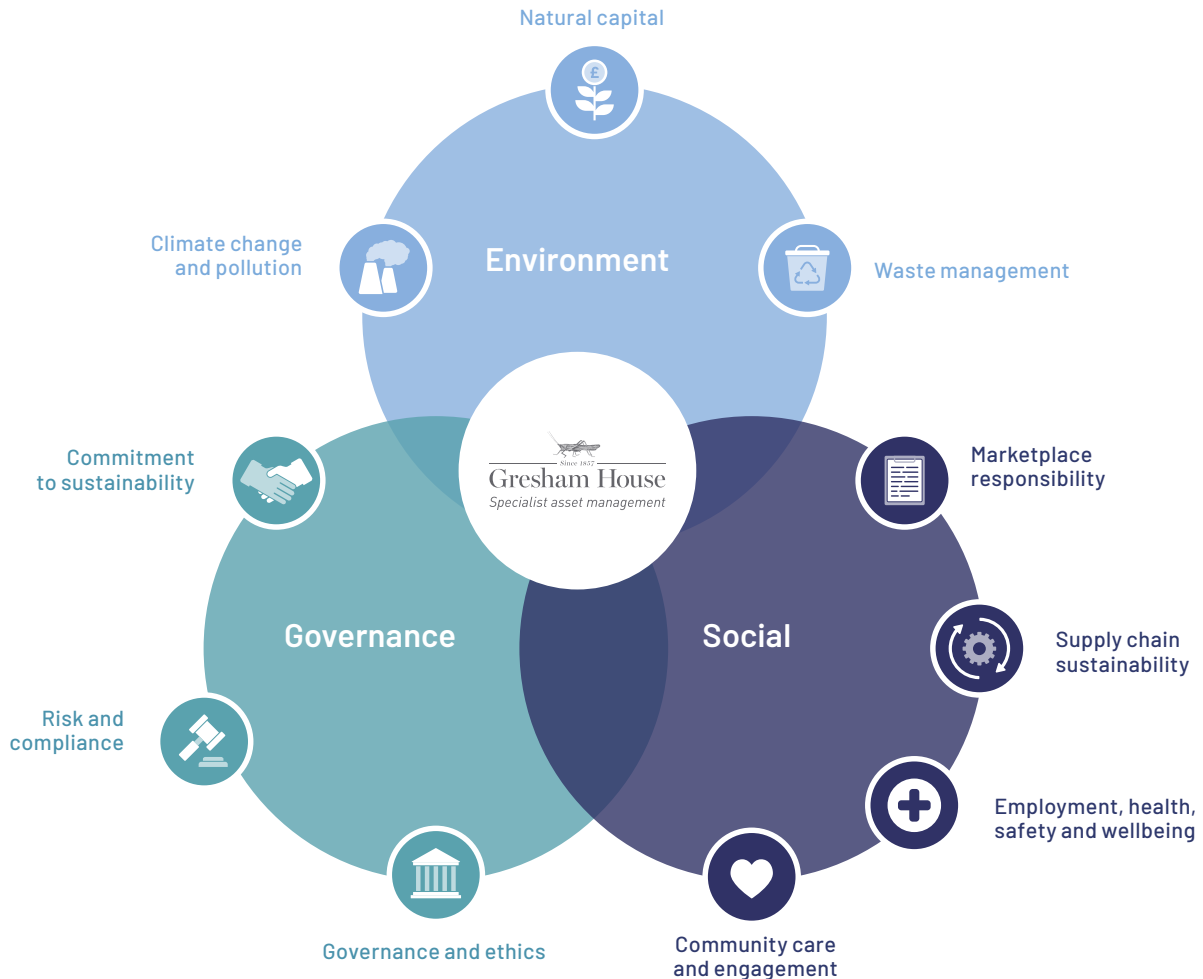 Natural capital
£
Climate change
and pollution
Environment
Waste management
Commitment
to sustainability
Since 1857
Gresham House
Specialist asset management
Marketplace
responsibility
Governance
Social
Supply chain
sustainability
Risk and
compliance
Employment, health,
safety and wellbeing
Governance and ethics
Community care
and engagement